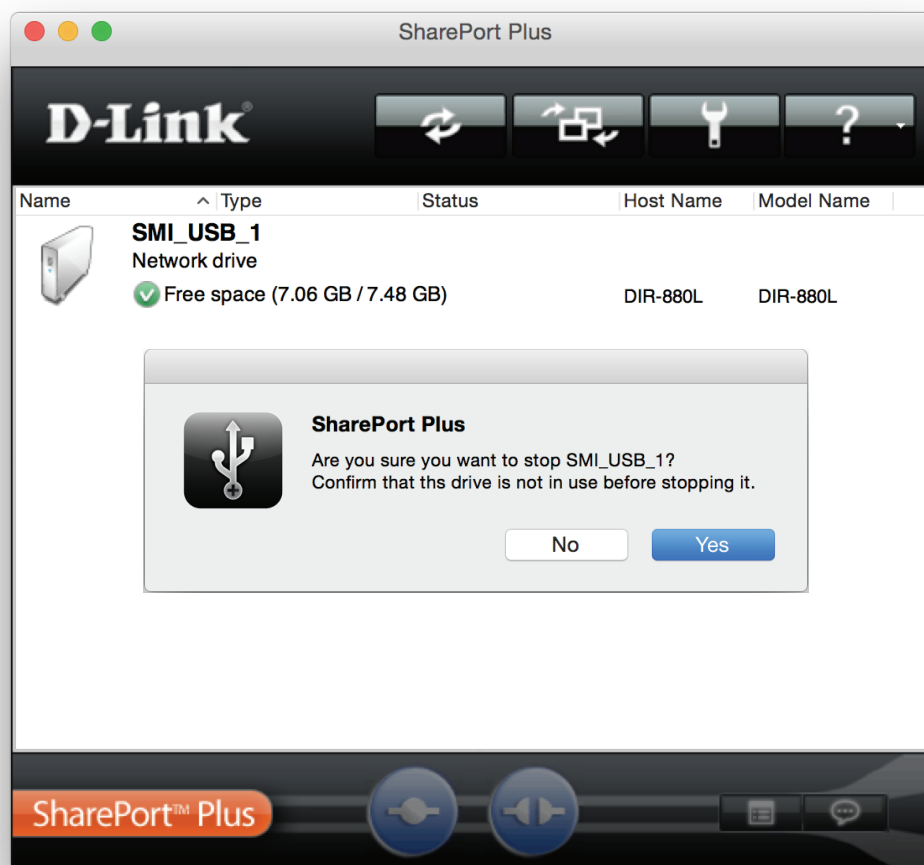 SharePort Plus
D-Link®
?
Name Type Status Host Name Model Name
SMI_USB_1
Network drive
Free space (7.06 GB / 7.48 GB) DIR-880L DIR-880L
SharePort Plus
Are you sure you want to stop SMI_USB_1?
Confirm that ths drive is not in use before stopping it.
No Yes
SharePort™ Plus